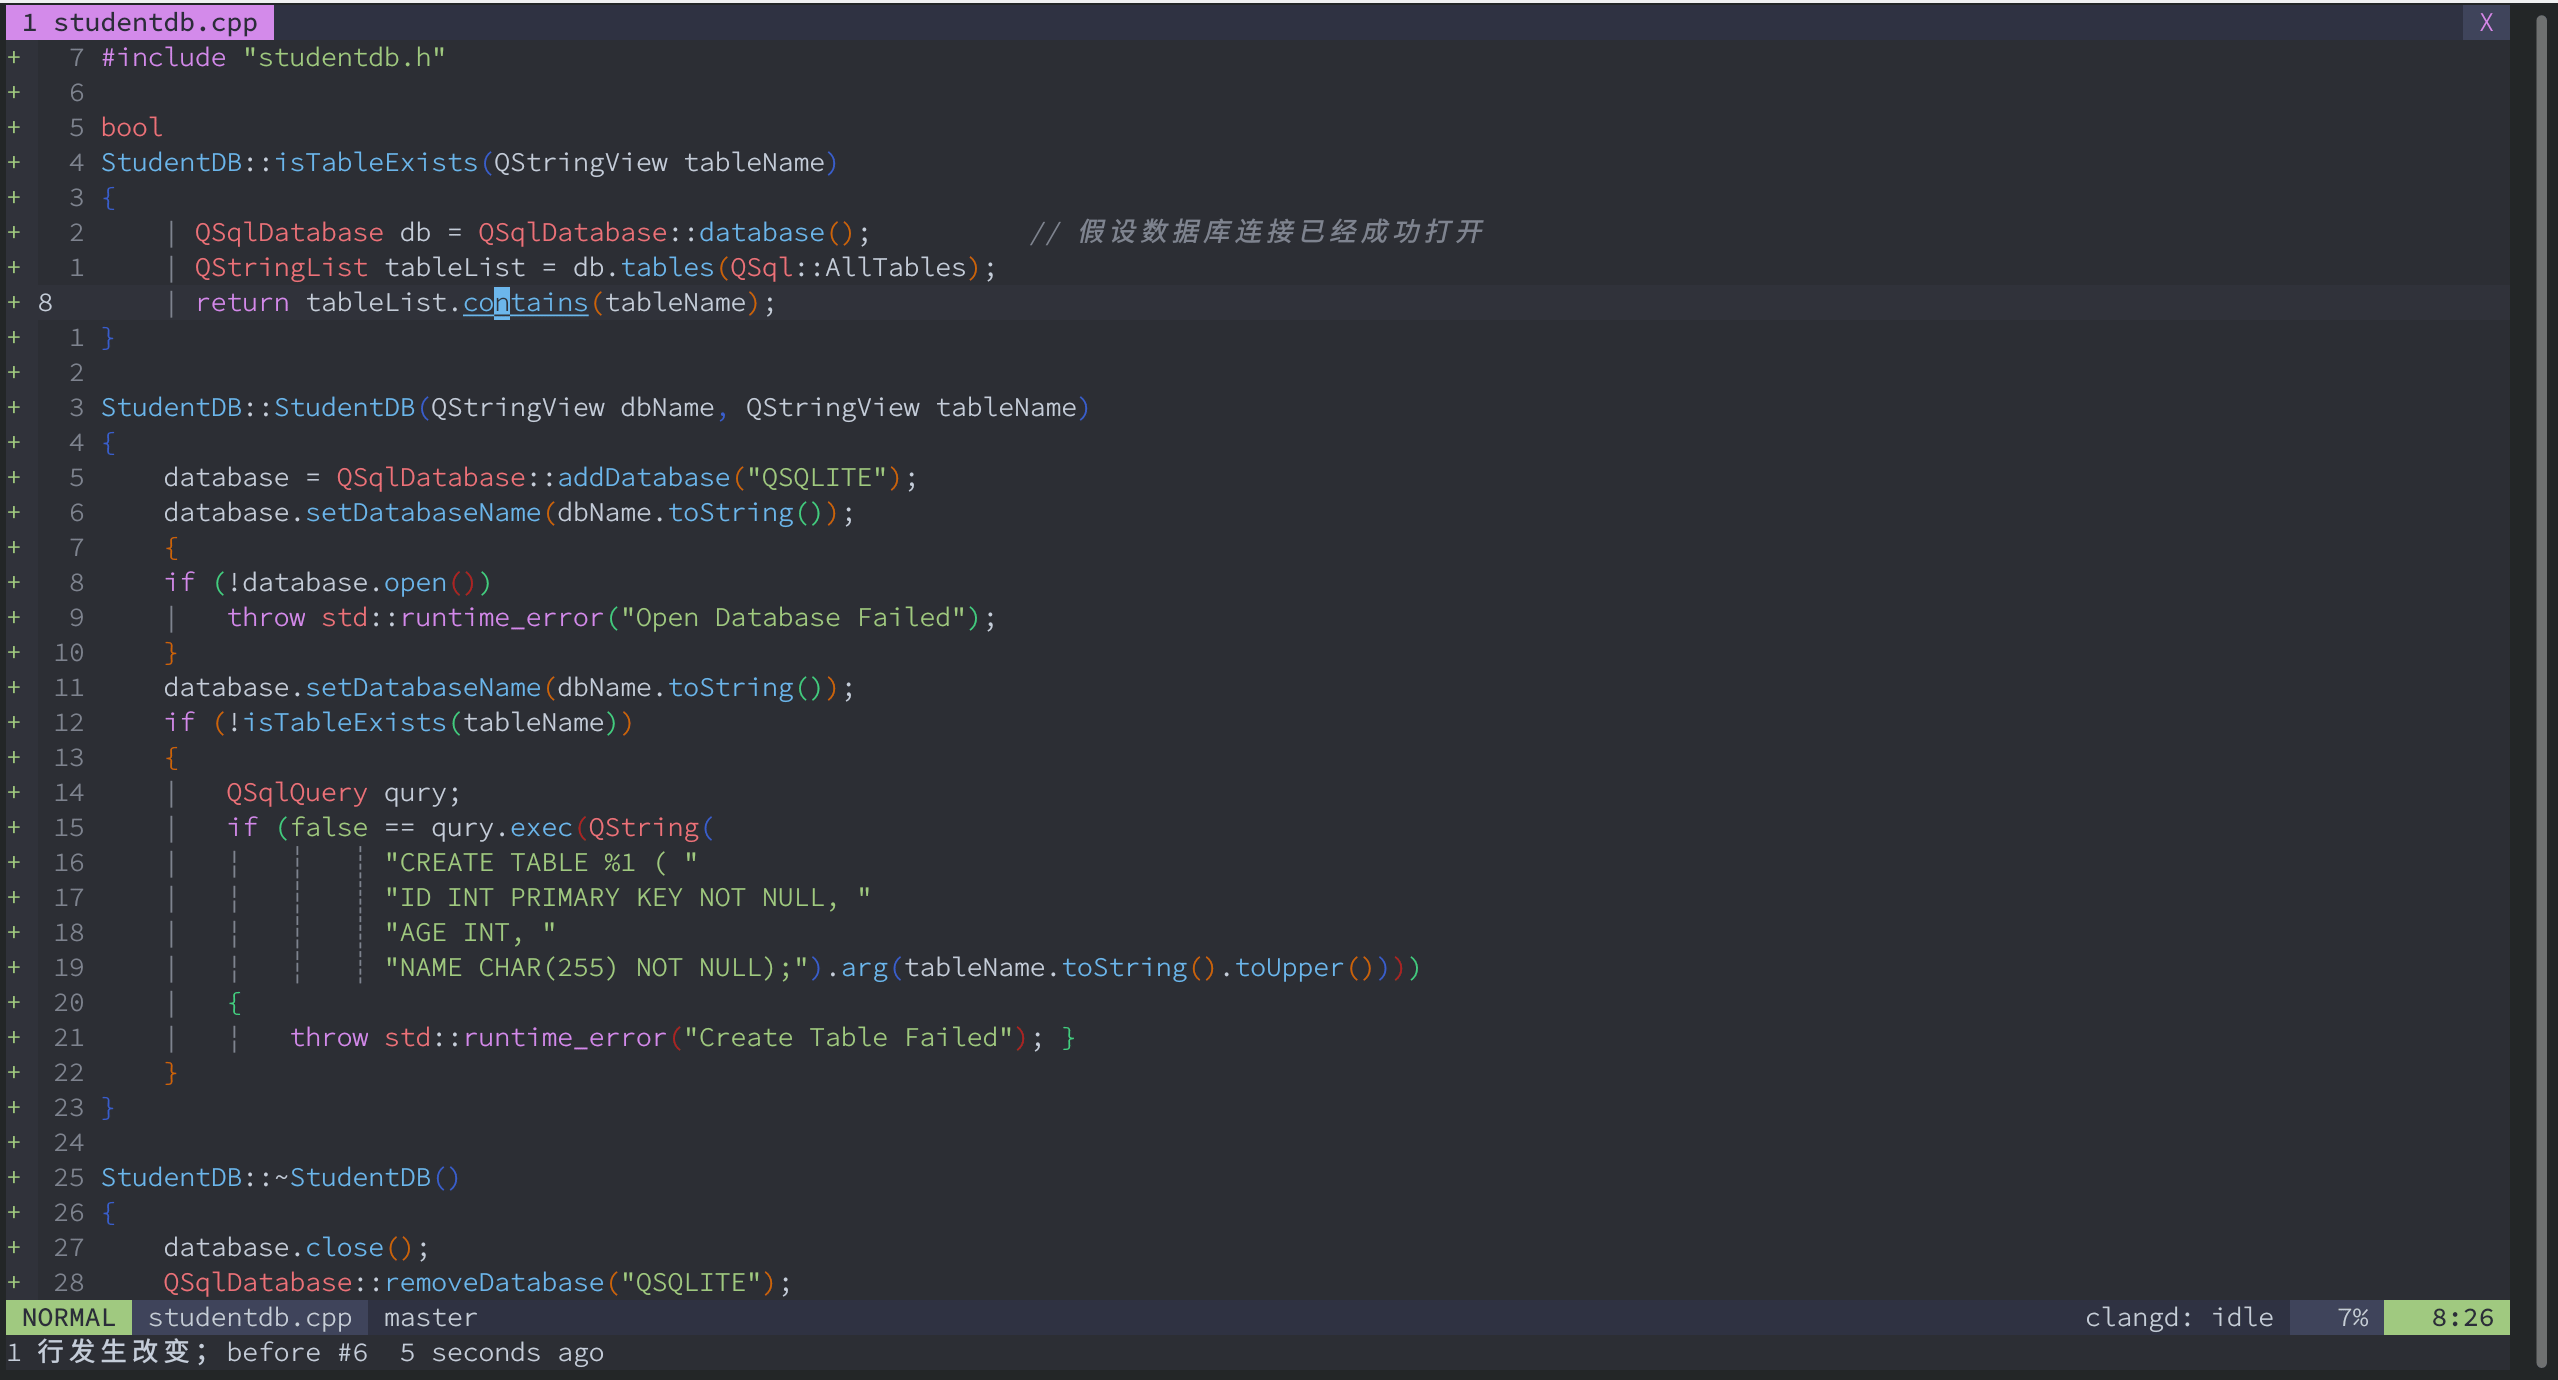 1 studentdb.cpp X
+ 7 #include "studentdb.h"
+ 6
+ 5 bool
+ 4 StudentDB::isTableExists(QStringView tableName)
+ 3 {
+ 2     | QSqlDatabase db = QSqlDatabase::database();          // 假设数据库连接已经成功打开
+ 1     | QStringList tableList = db.tables(QSql::AllTables);
+ 8     | return tableList.contains(tableName);
+ 1 }
+ 2
+ 3 StudentDB::StudentDB(QStringView dbName, QStringView tableName)
+ 4 {
+ 5     database = QSqlDatabase::addDatabase("QSQLITE");
+ 6     database.setDatabaseName(dbName.toString());
+ 7     {
+ 8     if (!database.open())
+ 9     |   throw std::runtime_error("Open Database Failed");
+ 10     }
+ 11     database.setDatabaseName(dbName.toString());
+ 12     if (!isTableExists(tableName))
+ 13     {
+ 14     |   QSqlQuery qury;
+ 15     |   if (false == qury.exec(QString(
+ 16     |   ¦   ¦   ¦ "CREATE TABLE %1 ( "
+ 17     |   ¦   ¦   ¦ "ID INT PRIMARY KEY NOT NULL, "
+ 18     |   ¦   ¦   ¦ "AGE INT, "
+ 19     |   ¦   ¦   ¦ "NAME CHAR(255) NOT NULL);").arg(tableName.toString().toUpper())))
+ 20     |   {
+ 21     |   ¦   throw std::runtime_error("Create Table Failed"); }
+ 22     }
+ 23 }
+ 24
+ 25 StudentDB::~StudentDB()
+ 26 {
+ 27     database.close();
+ 28     QSqlDatabase::removeDatabase("QSQLITE");
NORMAL studentdb.cpp master clangd: idle 7% 8:26
1 行发生改变; before #6  5 seconds ago